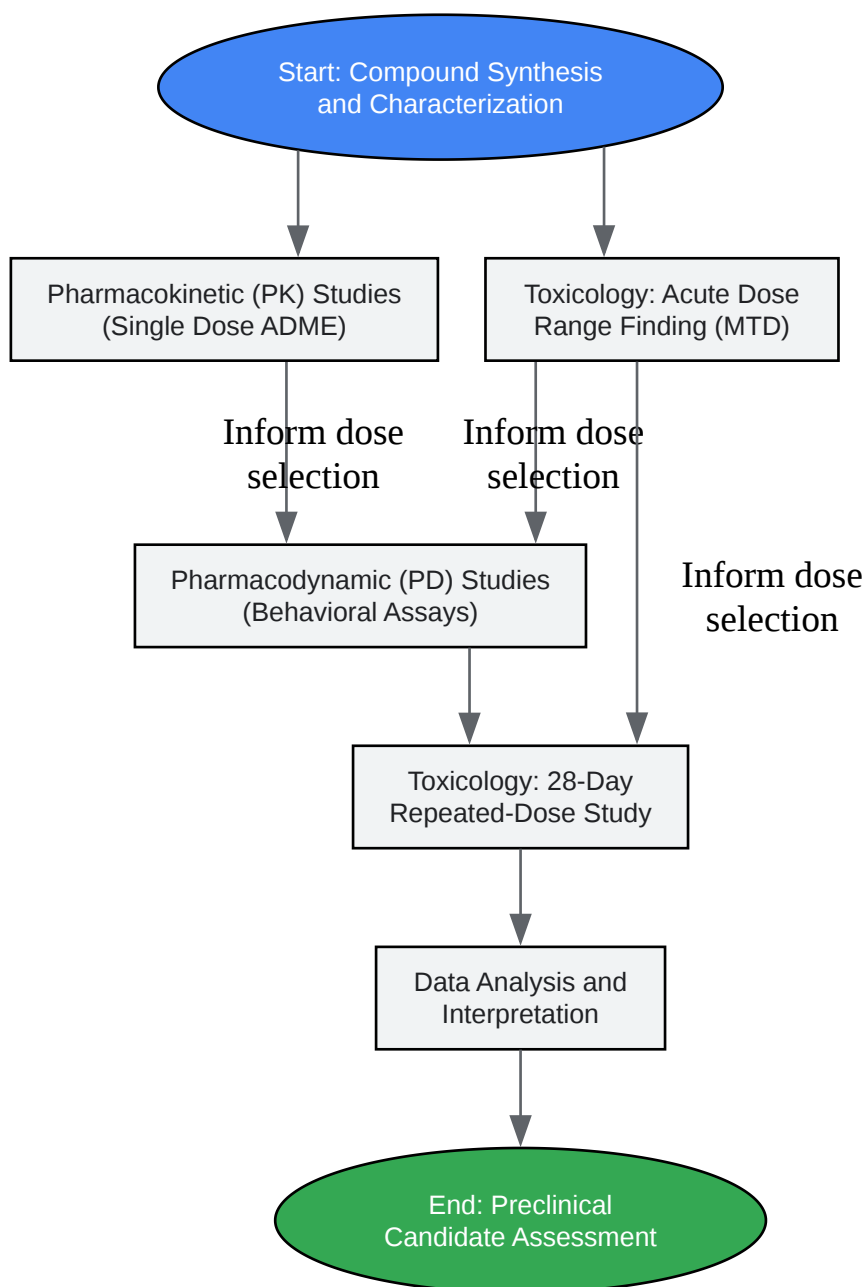 Start: Compound Synthesis
and Characterization
Pharmacokinetic (PK) Studies
(Single Dose ADME)
Toxicology: Acute Dose
Range Finding (MTD)
Inform dose
selection
Inform dose
selection
Pharmacodynamic (PD) Studies
(Behavioral Assays)
Inform dose
selection
Toxicology: 28-Day
Repeated-Dose Study
Data Analysis and
Interpretation
End: Preclinical
Candidate Assessment